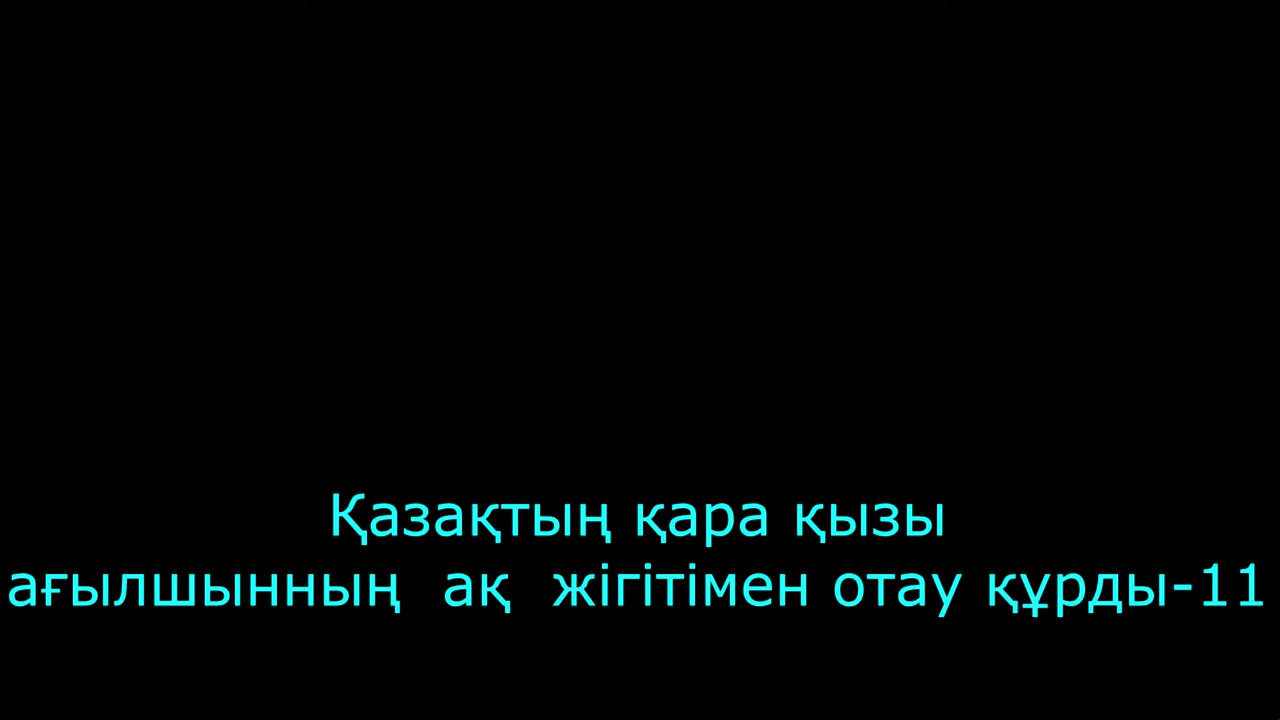 Қазақтың қара қызы
ағылшынның ақ жігітімен отау құрды-11